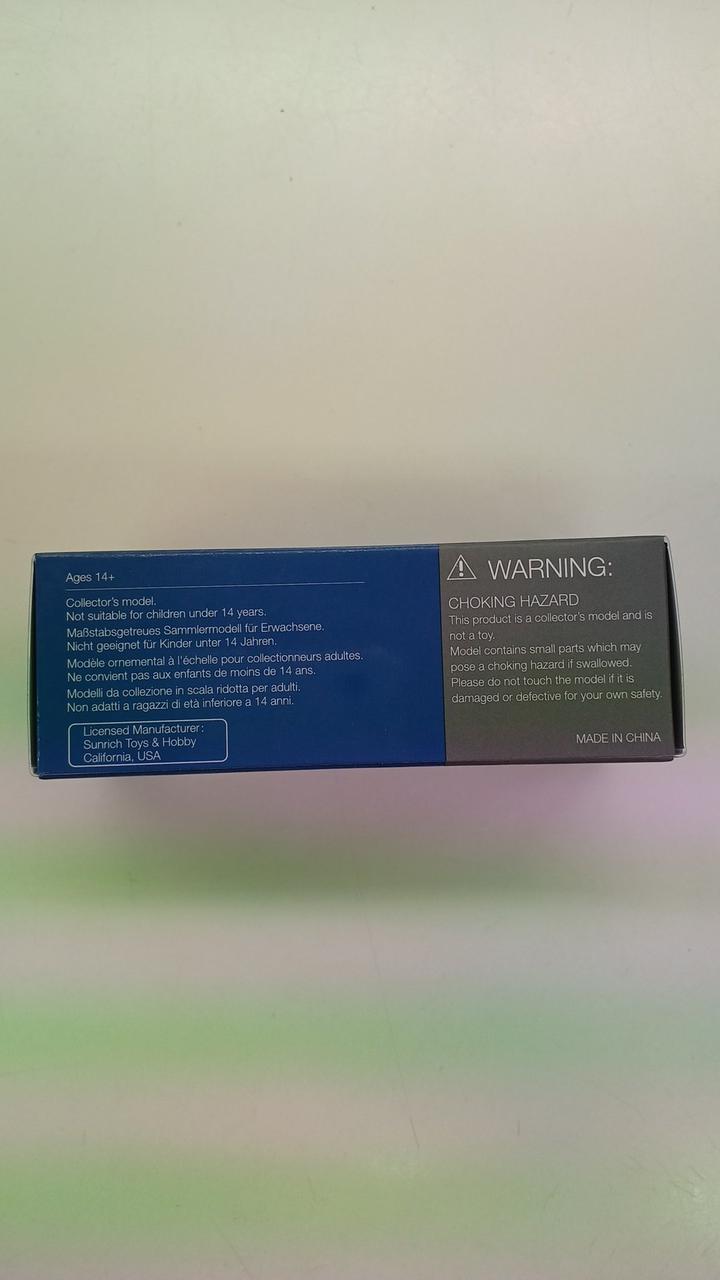 Ages 14+
Collector's model.
Not suitable for children under 14 years.
Maßstabsgetreues Sammlermodell für Erwachsene.
Nicht geeignet für Kinder unter 14 Jahren.
Modèle ornemental à l'échelle pour collectionneurs adultes.
Ne convient pas aux enfants de moins de 14 ans.
Modelli da collezione in scala ridotta per adulti.
Non adatti a ragazzi di età inferiore a 14 anni.
Licensed Manufacturer:
Sunrich Toys & Hobby
California, USA
WARNING:
CHOKING HAZARD
This product is a collector's model and is
not a toy.
Model contains small parts which may
pose a choking hazard if swallowed.
Please do not touch the model if it is
damaged or defective for your own safety.
MADE IN CHINA